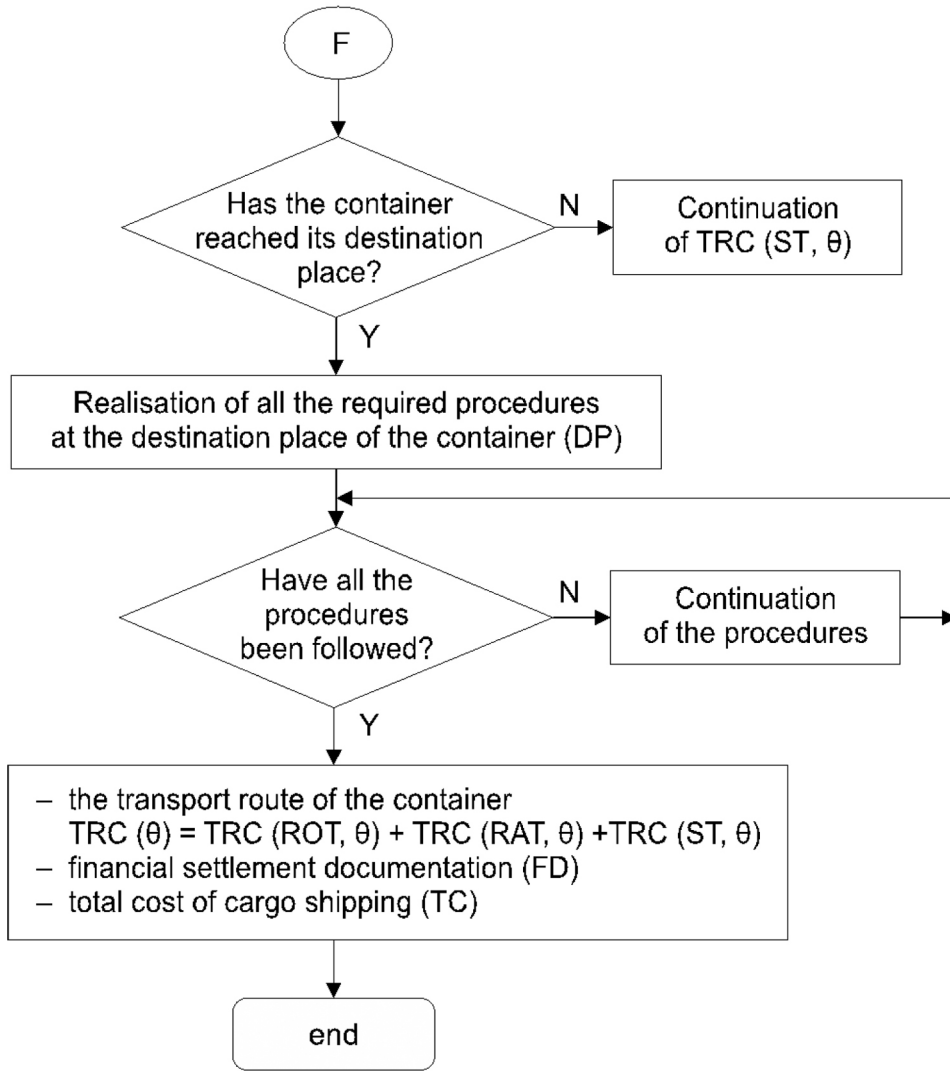 F
Has the container
reached its destination
place?
N
Continuation
of TRC (ST, θ)
Y
Realisation of all the required procedures
at the destination place of the container (DP)
Have all the
procedures
been followed?
N
Continuation
of the procedures
Y
– the transport route of the container
TRC (θ) = TRC (ROT, θ) + TRC (RAT, θ) +TRC (ST, θ)
– financial settlement documentation (FD)
– total cost of cargo shipping (TC)
end